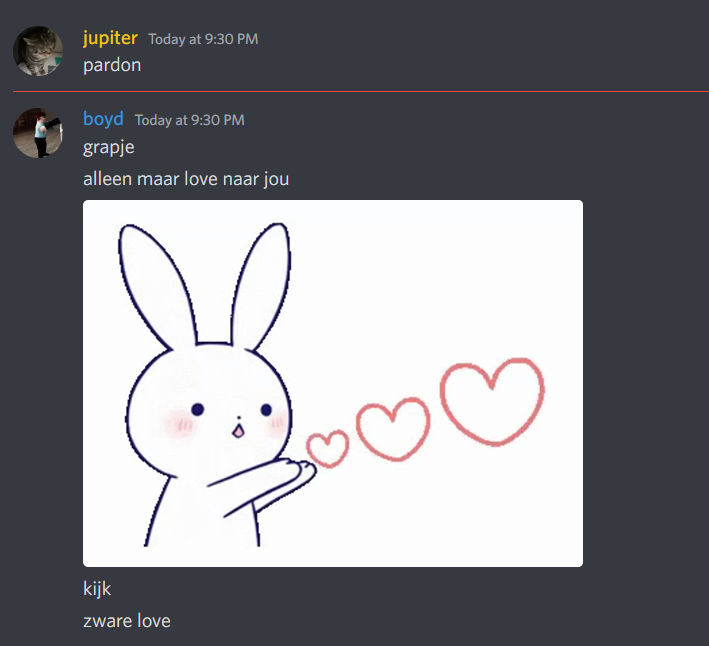 jupiter Today at 9:30 PM
pardon
boyd Today at 9:30 PM
grapje
alleen maar love naar jou
kijk
zware love